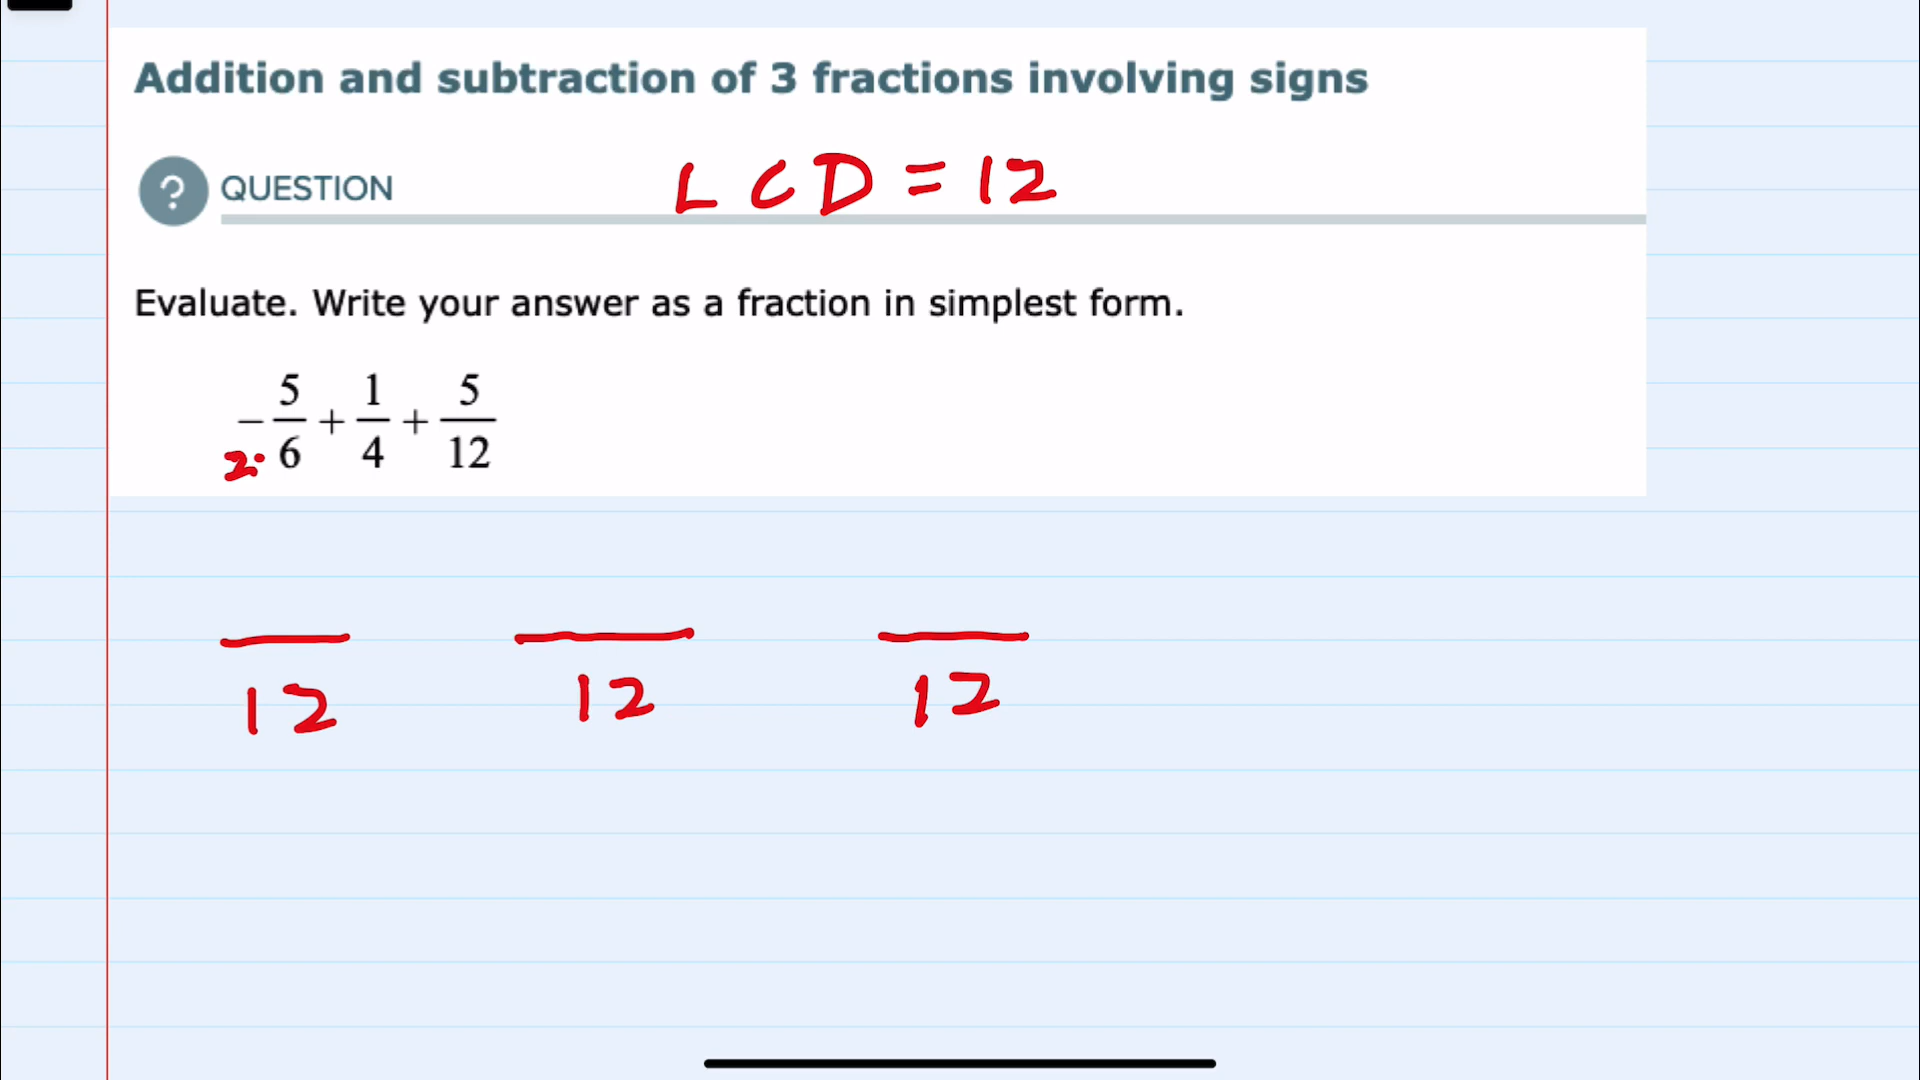 Addition and subtraction of 3 fractions involving signs
? QUESTION
L C D = 12
Evaluate. Write your answer as a fraction in simplest form.
- 5/6 + 1/4 + 5/12
2·
12 12 12